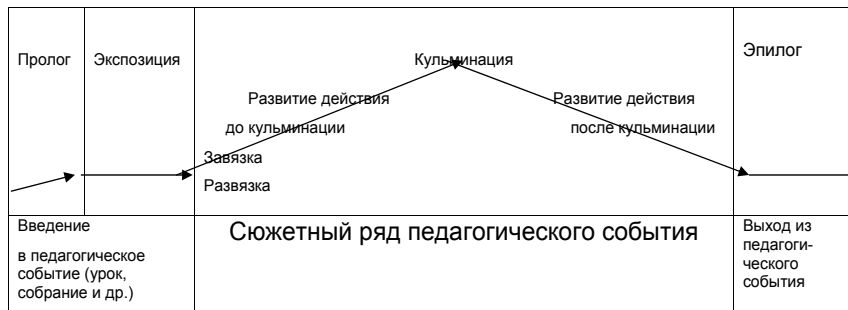 Пролог
Экспозиция
Кульминация
Эпилог
Развитие действия
до кульминации
Развитие действия
после кульминации
Завязка
Развязка
Введение
в педагогическое
событие (урок,
собрание и др.)
Сюжетный ряд педагогического события
Выход из
педагоги-
ческого
события